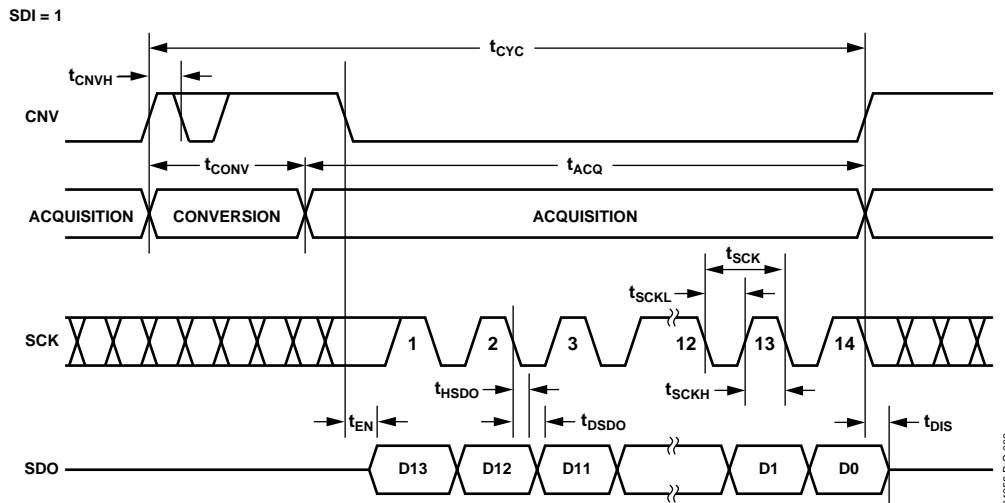 SDI = 1
tCYC
tCNVH
CNV
tCONV
tACQ
ACQUISITION
CONVERSION
ACQUISITION
tSCK
tSCKL
SCK
1
2
3
12
13
14
tHSDO
tSCKH
tEN
tDSDO
tDIS
SDO
D13
D12
D11
D1
D0